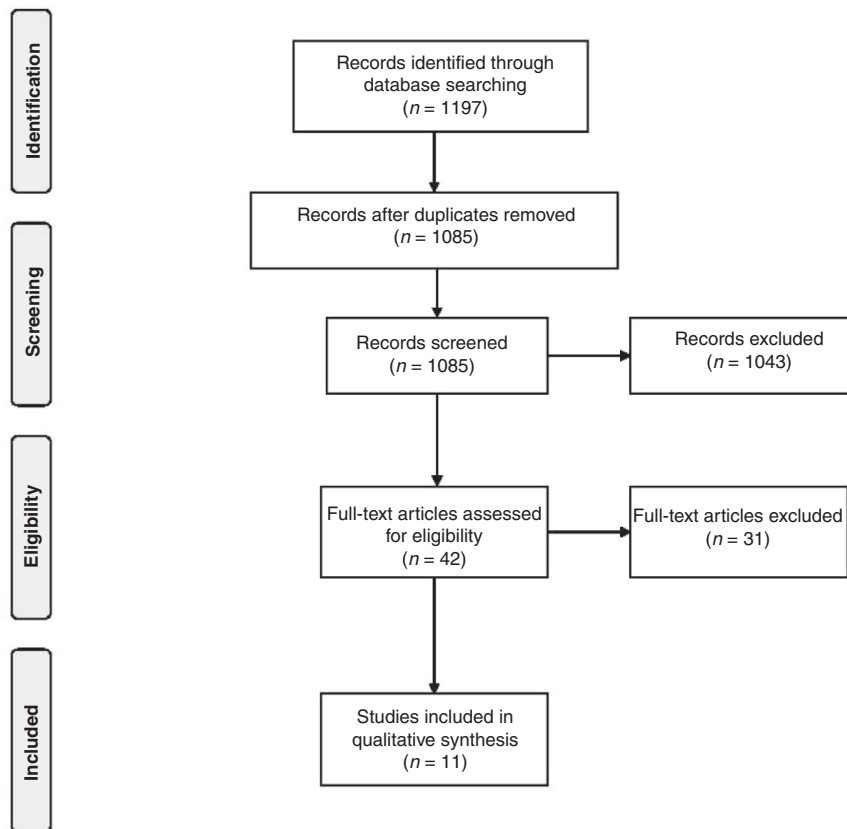 Identification
Records identified through
database searching
(n = 1197)
Records after duplicates removed
(n = 1085)
Screening
Records screened
(n = 1085)
Records excluded
(n = 1043)
Eligibility
Full-text articles assessed
for eligibility
(n = 42)
Full-text articles excluded
(n = 31)
Included
Studies included in
qualitative synthesis
(n = 11)